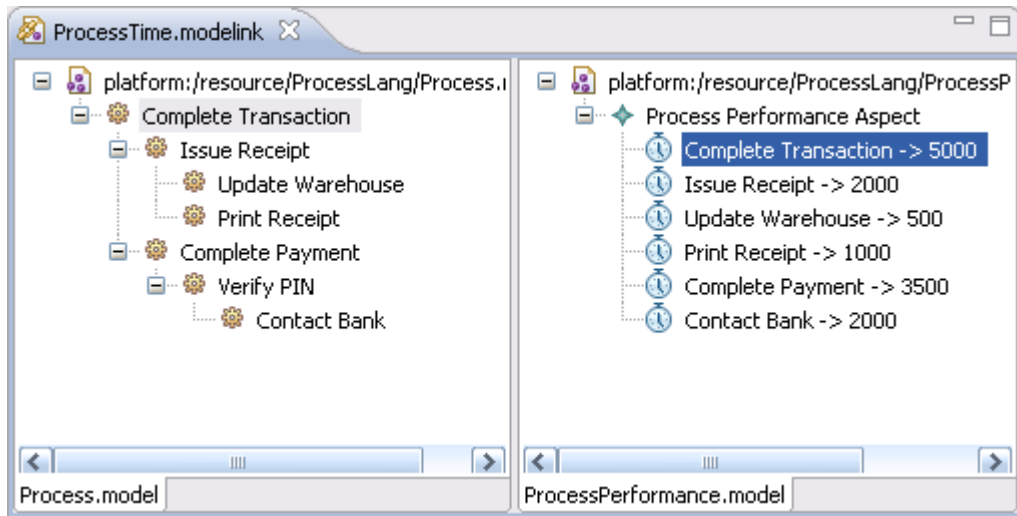 ProcessTime.modelink
platform:/resource/ProcessLang/Process.
Complete Transaction
Issue Receipt
Update Warehouse
Print Receipt
Complete Payment
Verify PIN
Contact Bank
Process.model
platform:/resource/ProcessLang/ProcessP
Process Performance Aspect
Complete Transaction -> 5000
Issue Receipt -> 2000
Update Warehouse -> 500
Print Receipt -> 1000
Complete Payment -> 3500
Contact Bank -> 2000
ProcessPerformance.model